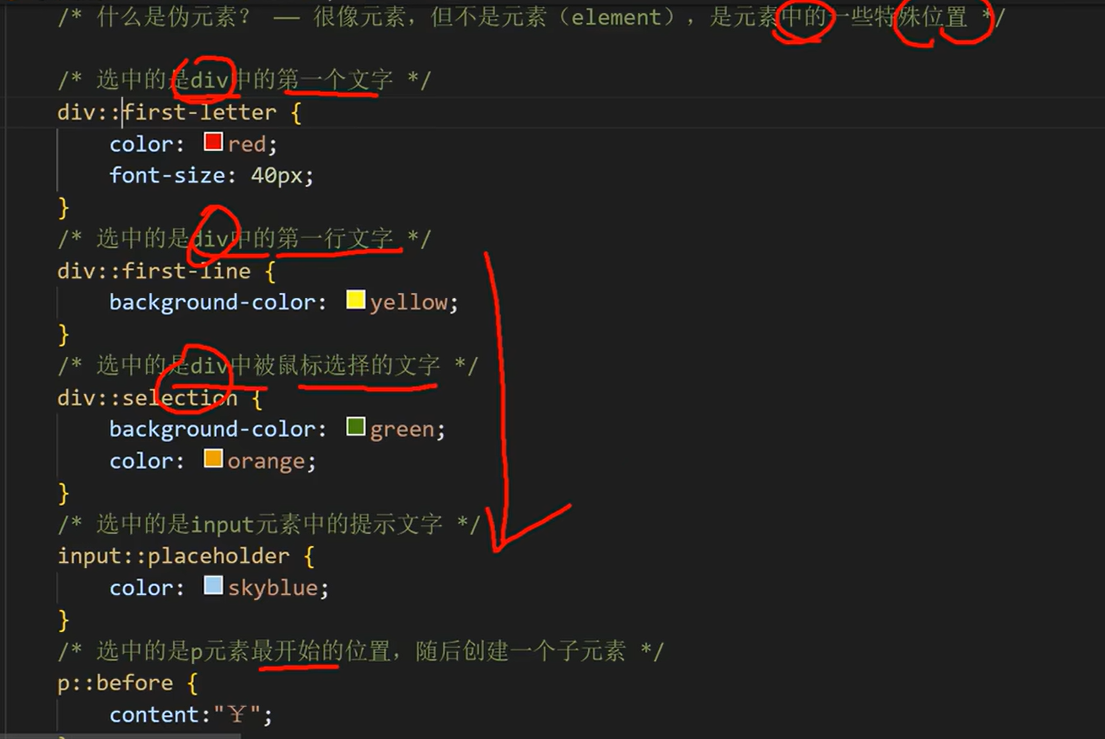 /* 什么是伪元素? —— 很像元素，但不是元素（element），是元素中的一些特殊位置 */
/* 选中的是div中的第一个文字 */
div::first-letter {
color: red;
font-size: 40px;
}
/* 选中的是div中的第一行文字 */
div::first-line {
background-color: yellow;
}
/* 选中的是div中被鼠标选择的文字 */
div::selection {
background-color: green;
color: orange;
}
/* 选中的是input元素中的提示文字 */
input::placeholder {
color: skyblue;
}
/* 选中的是p元素最开始的位置，随后创建一个子元素 */
p::before {
content:"￥";